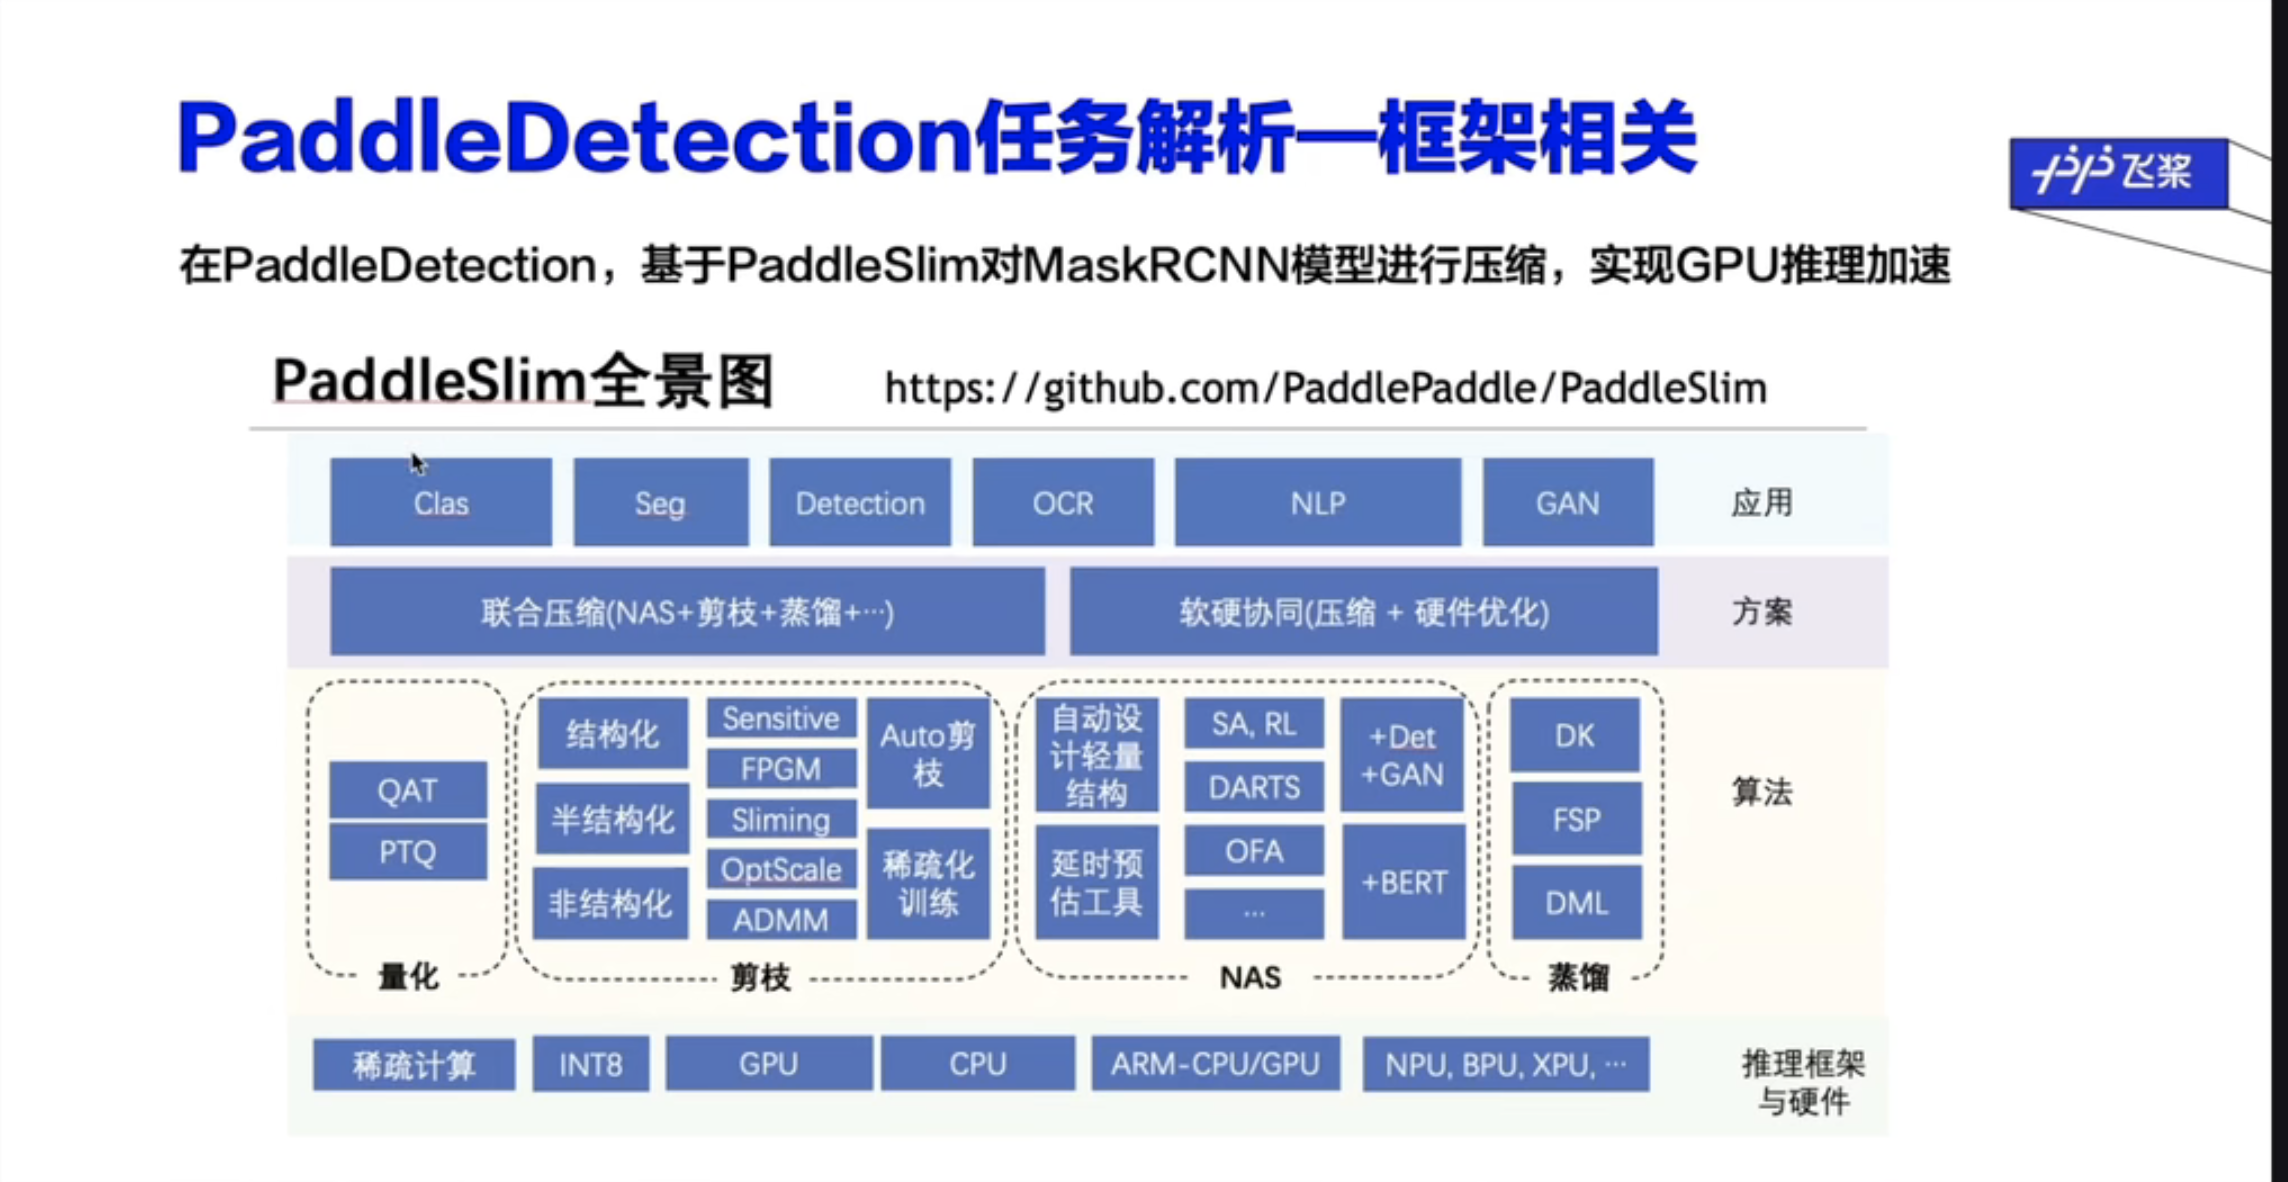 PaddleDetection任务解析—框架相关
飞桨
在PaddleDetection，基于PaddleSlim对MaskRCNN模型进行压缩，实现GPU推理加速
PaddleSlim全景图
https://github.com/PaddlePaddle/PaddleSlim
Clas
Seg
Detection
OCR
NLP
GAN
应用
联合压缩(NAS+剪枝+蒸馏+···)
软硬协同(压缩 + 硬件优化)
方案
QAT
PTQ
量化
结构化
半结构化
非结构化
Sensitive
FPGM
Sliming
OptScale
ADMM
Auto剪
枝
稀疏化
训练
剪枝
自动设
计轻量
结构
延时预
估工具
SA, RL
DARTS
OFA
···
+Det
+GAN
+BERT
NAS
DK
FSP
DML
蒸馏
算法
稀疏计算
INT8
GPU
CPU
ARM-CPU/GPU
NPU, BPU, XPU, ···
推理框架
与硬件